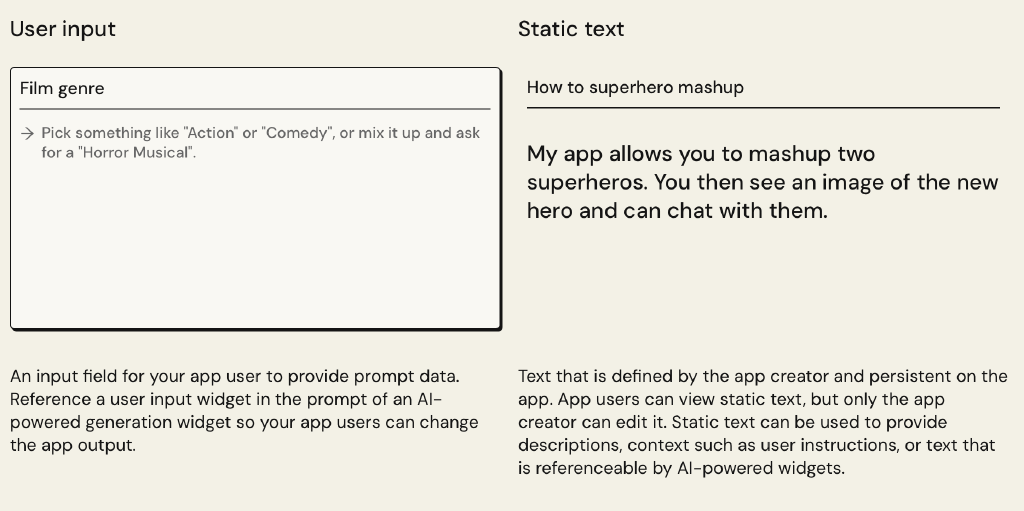 User input
Film genre
→ Pick something like "Action" or "Comedy", or mix it up and ask
for a "Horror Musical".
An input field for your app user to provide prompt data.
Reference a user input widget in the prompt of an AI-
powered generation widget so your app users can change
the app output.
Static text
How to superhero mashup
My app allows you to mashup two
superheros. You then see an image of the new
hero and can chat with them.
Text that is defined by the app creator and persistent on the
app. App users can view static text, but only the app
creator can edit it. Static text can be used to provide
descriptions, context such as user instructions, or text that
is referenceable by AI-powered widgets.